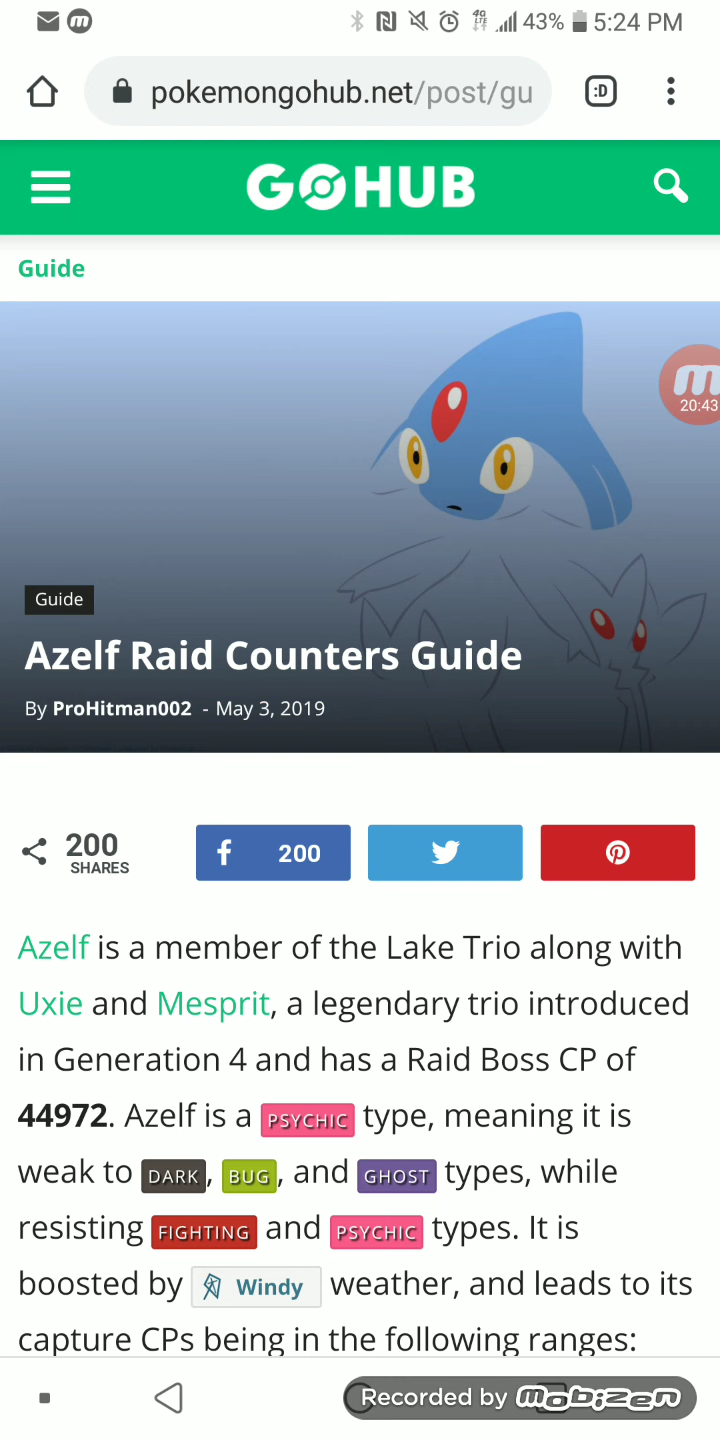 4G LTE 43% 5:24 PM
pokemongohub.net/post/gu :D
GOHUB
Guide
m
20:43
Guide
Azelf Raid Counters Guide
By ProHitman002 - May 3, 2019
200
SHARES
f 200
Azelf is a member of the Lake Trio along with
Uxie and Mesprit, a legendary trio introduced
in Generation 4 and has a Raid Boss CP of
44972. Azelf is a PSYCHIC type, meaning it is
weak to DARK, BUG, and GHOST types, while
resisting FIGHTING and PSYCHIC types. It is
boosted by Windy weather, and leads to its
capture CPs being in the following ranges:
Recorded by mobizen